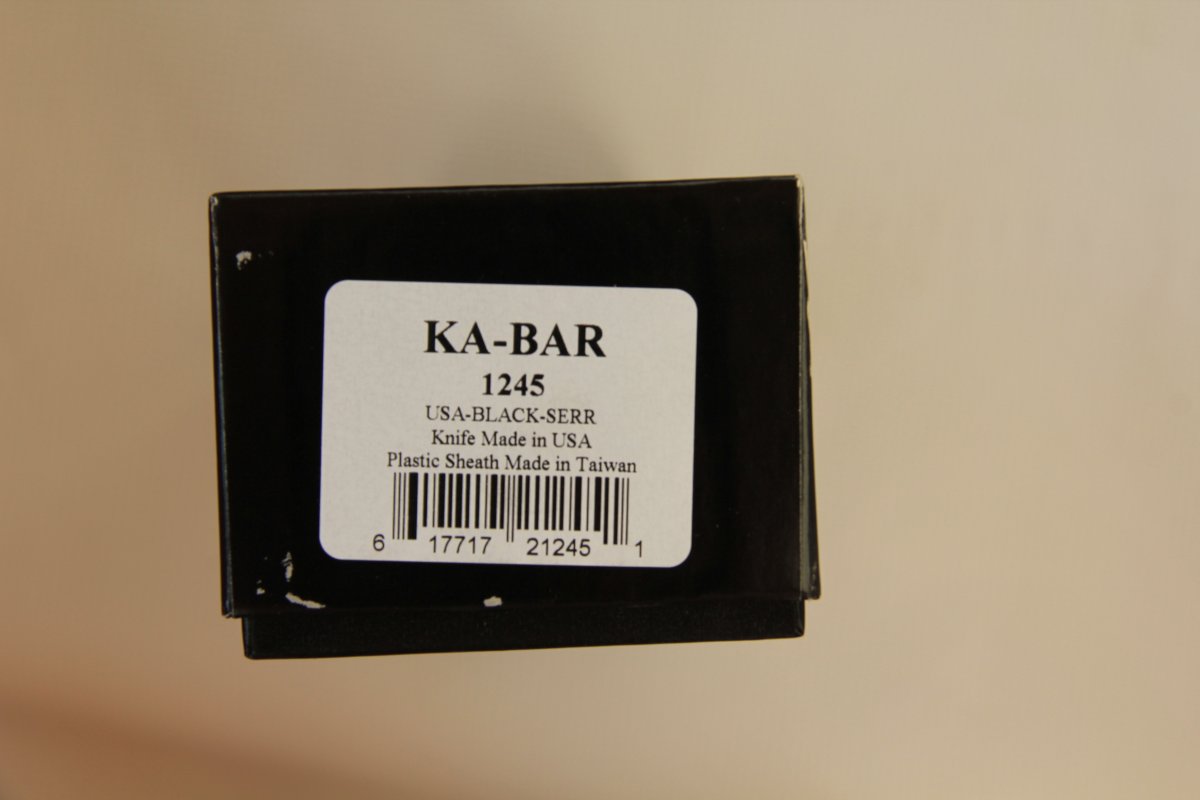 KA-BAR
1245
USA-BLACK-SERR
Knife Made in USA
Plastic Sheath Made in Taiwan
6 17717 21245 1